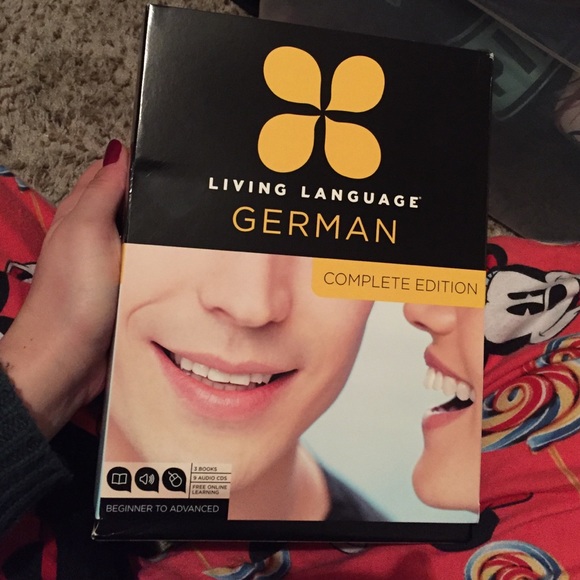 LIVING LANGUAGE®
GERMAN
COMPLETE EDITION
3 BOOKS
9 AUDIO CDS
FREE ONLINE
LEARNING
BEGINNER TO ADVANCED